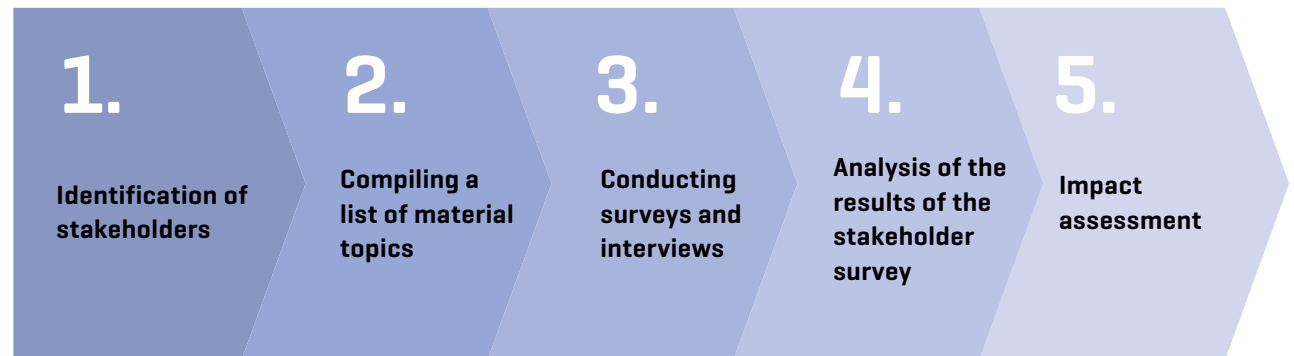 1.
Identification of
stakeholders
2.
Compiling a
list of material
topics
3.
Conducting
surveys and
interviews
4.
Analysis of the
results of the
stakeholder
survey
5.
Impact
assessment